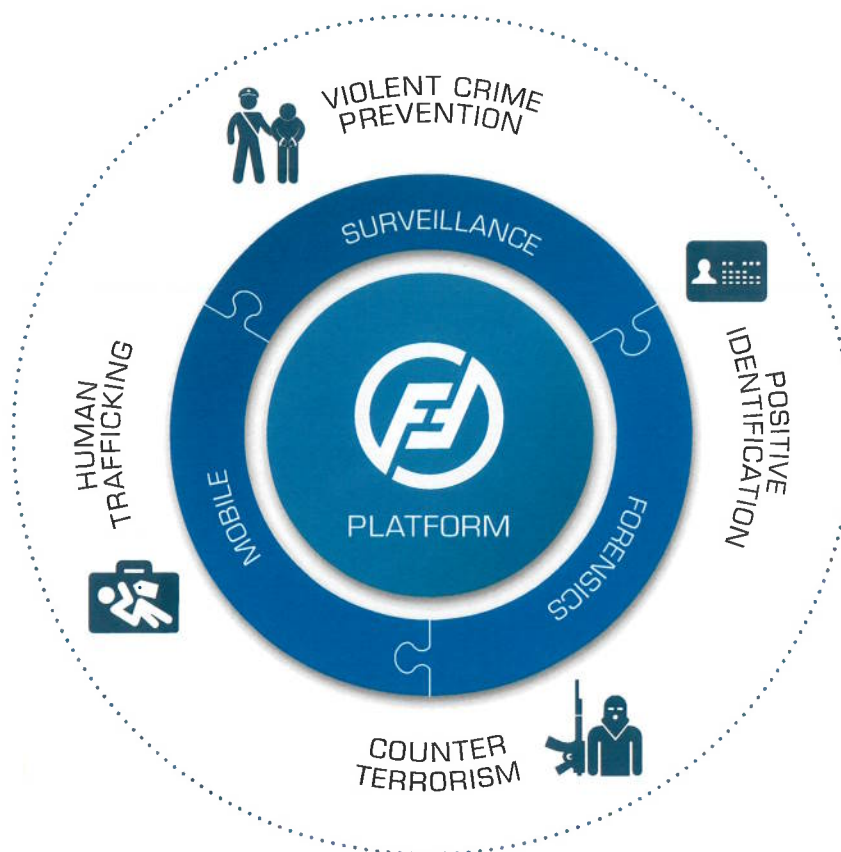 VIOLENT CRIME
PREVENTION
SURVEILLANCE
POSITIVE
IDENTIFICATION
HUMAN
TRAFFICKING
MOBILE
PLATFORM
FORENSICS
COUNTER
TERRORISM